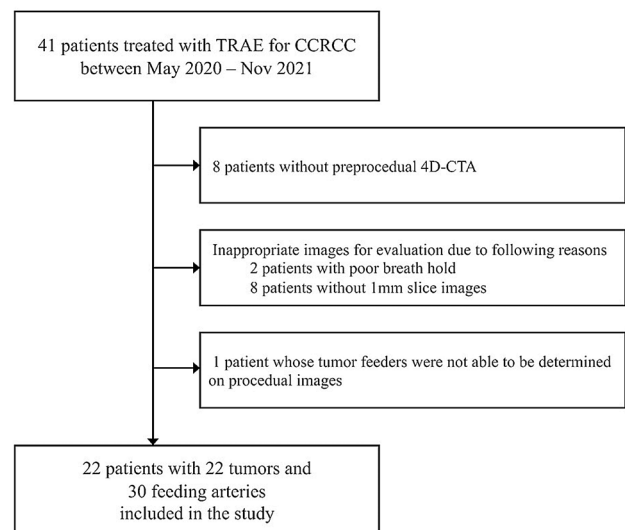 41 patients treated with TRAE for CCRCC
between May 2020 – Nov 2021
8 patients without preprocedual 4D-CTA
Inappropriate images for evaluation due to following reasons
2 patients with poor breath hold
8 patients without 1mm slice images
1 patient whose tumor feeders were not able to be determined
on procedual images
22 patients with 22 tumors and
30 feeding arteries
included in the study